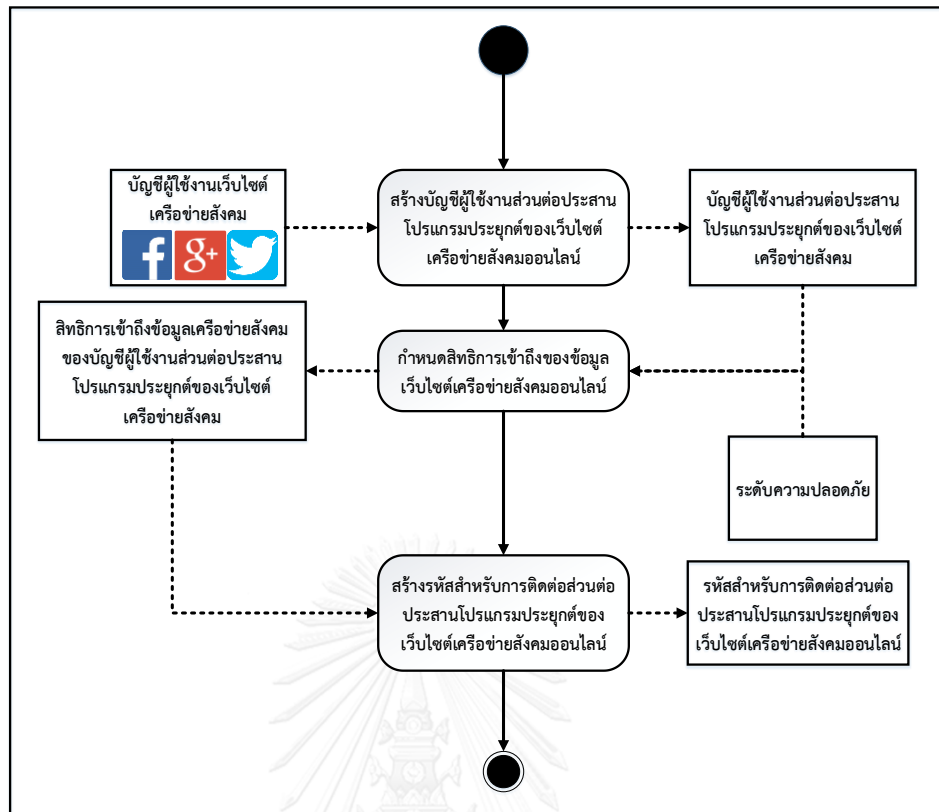 บัญชีผู้ใช้งานเว็บไซต์
เครือข่ายสังคม
f
g+
สร้างบัญชีผู้ใช้งานส่วนต่อประสาน
โปรแกรมประยุกต์ของเว็บไซต์
เครือข่ายสังคมออนไลน์
บัญชีผู้ใช้งานส่วนต่อประสาน
โปรแกรมประยุกต์ของเว็บไซต์
เครือข่ายสังคม
สิทธิการเข้าถึงข้อมูลเครือข่ายสังคม
ของบัญชีผู้ใช้งานส่วนต่อประสาน
โปรแกรมประยุกต์ของเว็บไซต์
เครือข่ายสังคม
กำหนดสิทธิการเข้าถึงของข้อมูล
เว็บไซต์เครือข่ายสังคมออนไลน์
ระดับความปลอดภัย
สร้างรหัสสำหรับการติดต่อส่วนต่อ
ประสานโปรแกรมประยุกต์ของ
เว็บไซต์เครือข่ายสังคมออนไลน์
รหัสสำหรับการติดต่อส่วนต่อ
ประสานโปรแกรมประยุกต์ของ
เว็บไซต์เครือข่ายสังคมออนไลน์